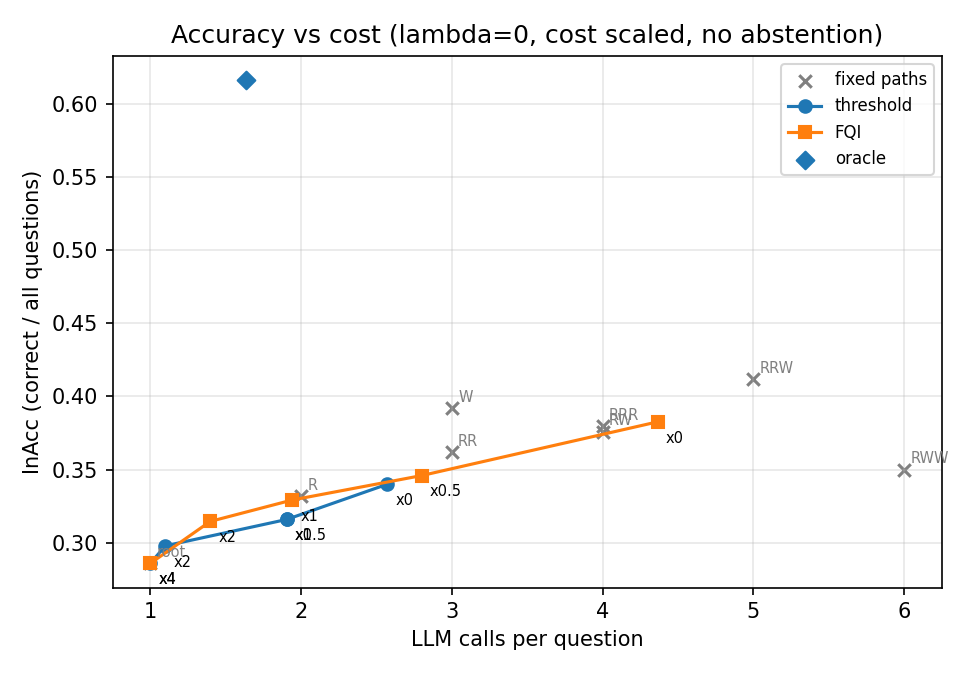 Accuracy vs cost (lambda=0, cost scaled, no abstention)
InAcc (correct / all questions)
0.60
0.55
0.50
0.45
0.40
0.35
0.30
fixed paths
threshold
FQI
oracle
RRW
W
RRR
RW
x0
RR
RWW
x0.5
R
x0
x1
x0.5
x2
x2
x4
1
2
3
4
5
6
LLM calls per question